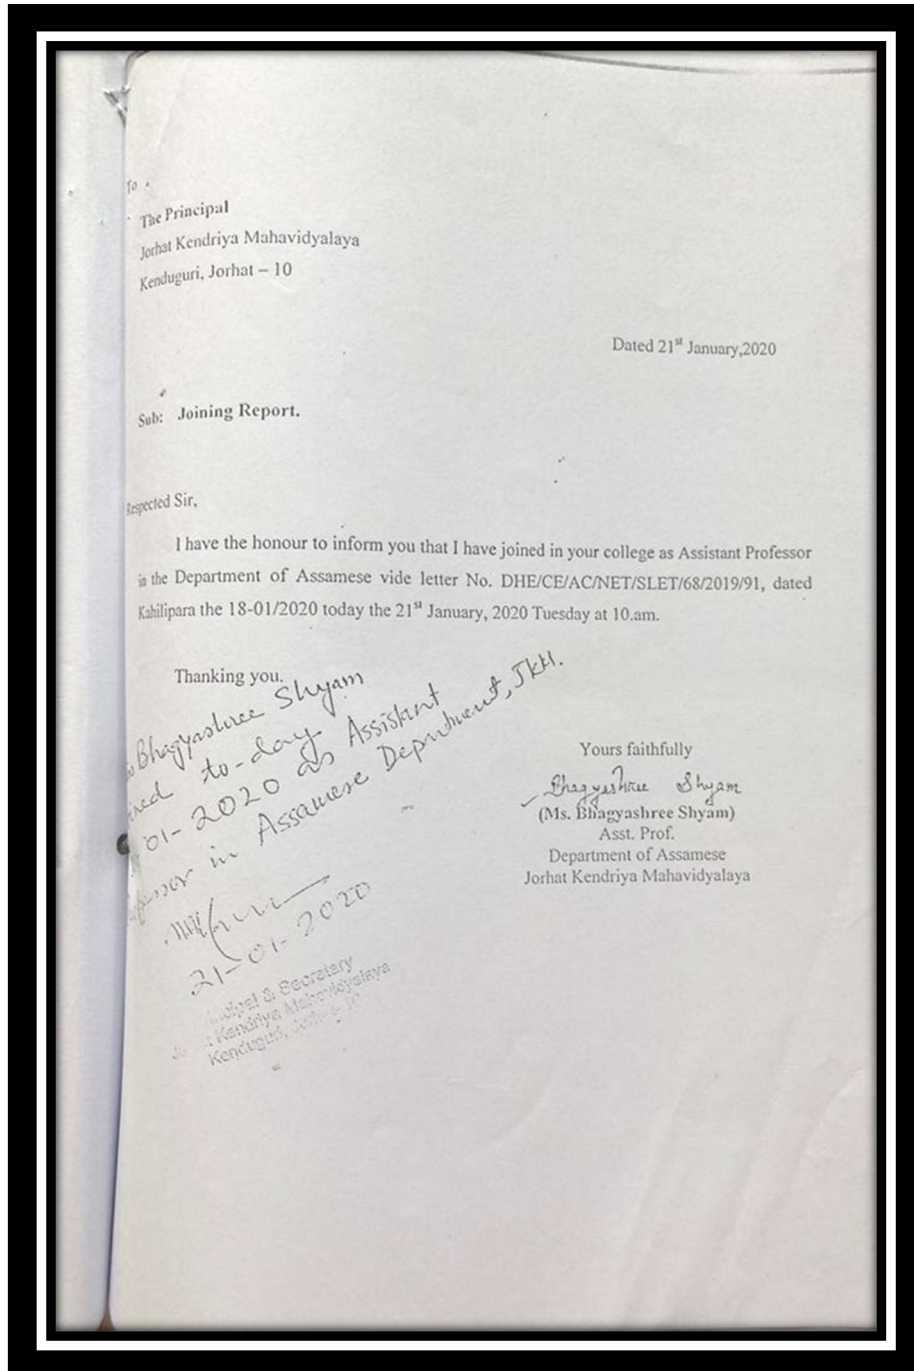 To
The Principal
Jorhat Kendriya Mahavidyalaya
Kenduguri, Jorhat – 10
Dated 21st January,2020
Sub: Joining Report.
Respected Sir,
I have the honour to inform you that I have joined in your college as Assistant Professor
in the Department of Assamese vide letter No. DHE/CE/AC/NET/SLET/68/2019/91, dated
Kahilipara the 18-01/2020 today the 21st January, 2020 Tuesday at 10.am.
Thanking you.
Bhagyashree Shyam
to-day
01-2020 as Assistant
in Assamese Department, JKM.
21-01-2020
& Secretary
Kendriya Mahavidyalaya
Kenduguri,
Yours faithfully
Bhagyashree Shyam
(Ms. Bhagyashree Shyam)
Asst. Prof.
Department of Assamese
Jorhat Kendriya Mahavidyalaya